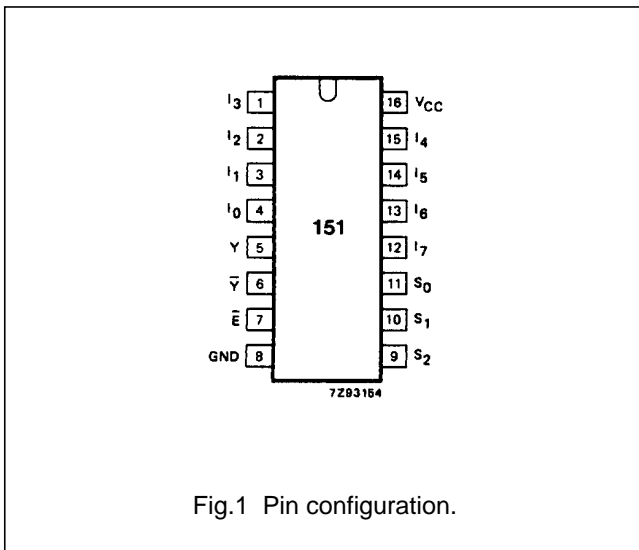 I3 1 16 VCC
I2 2 15 I4
I1 3 14 I5
I0 4 13 I6
151
Y 5 12 I7
Y̅ 6 11 S0
E̅ 7 10 S1
GND 8 9 S2
7Z93154
Fig.1 Pin configuration.